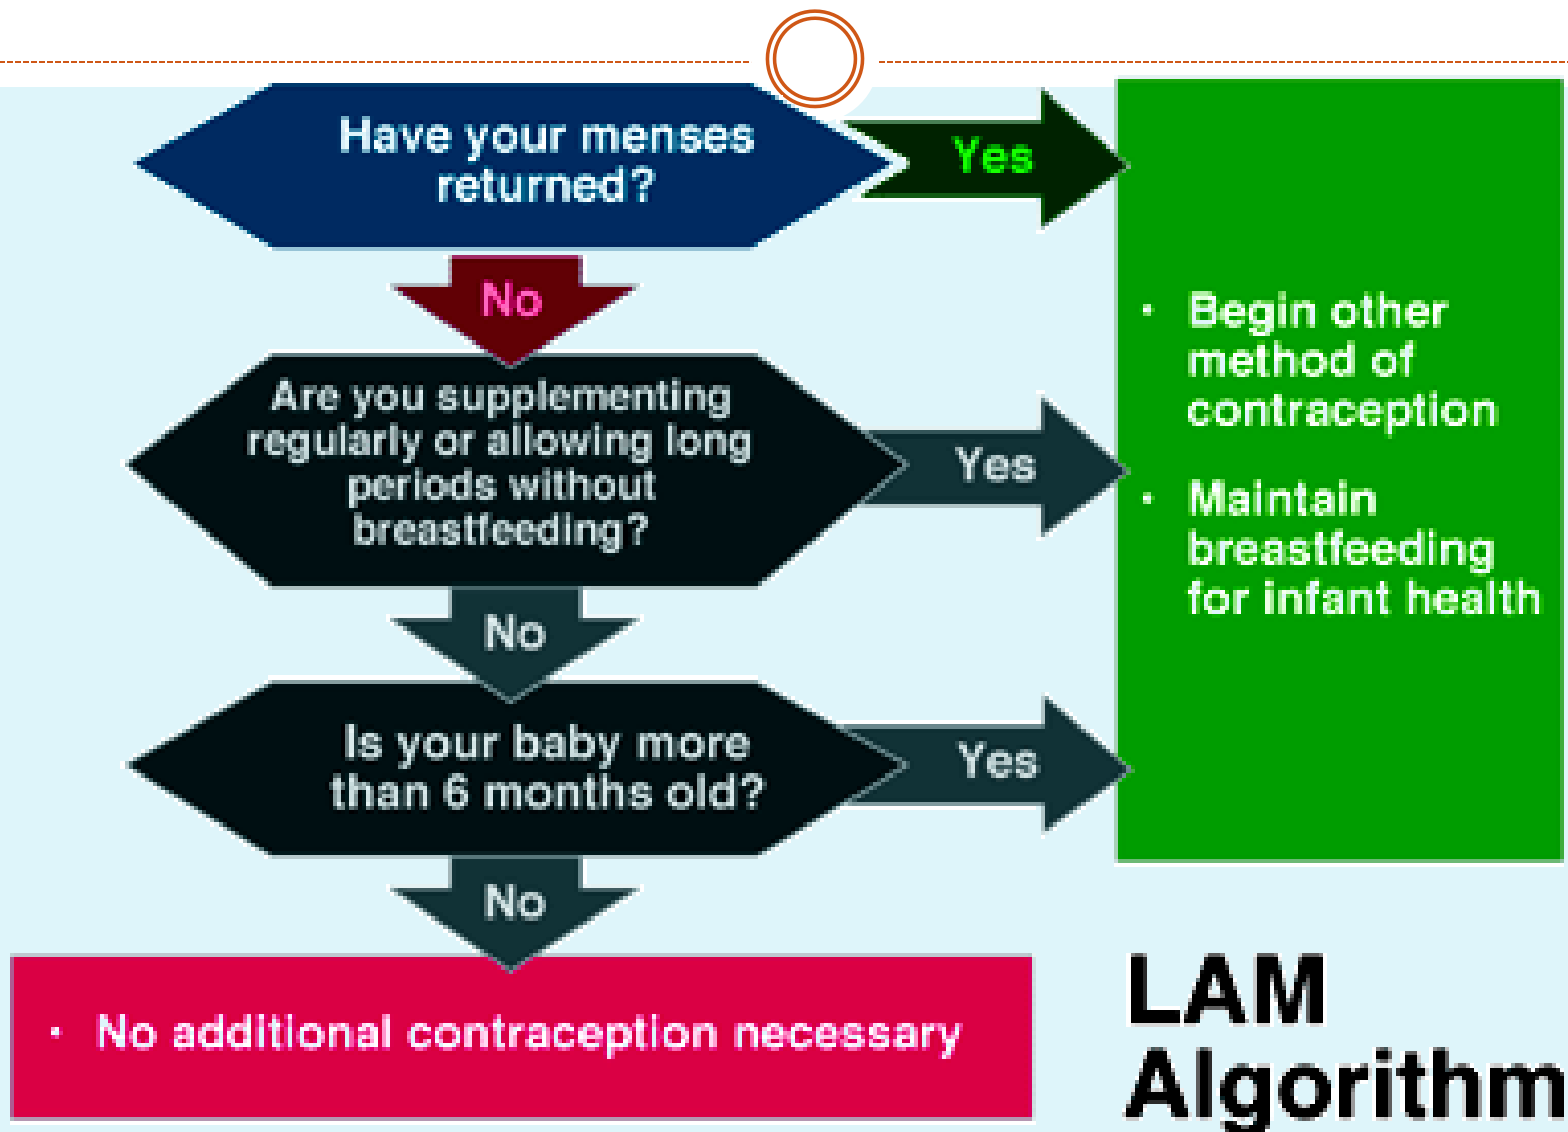 Have your menses
returned?
Yes
No
Are you supplementing
regularly or allowing long
periods without
breastfeeding?
Yes
No
Is your baby more
than 6 months old?
Yes
No
• No additional contraception necessary
• Begin other
method of
contraception
• Maintain
breastfeeding
for infant health
LAM
Algorithm